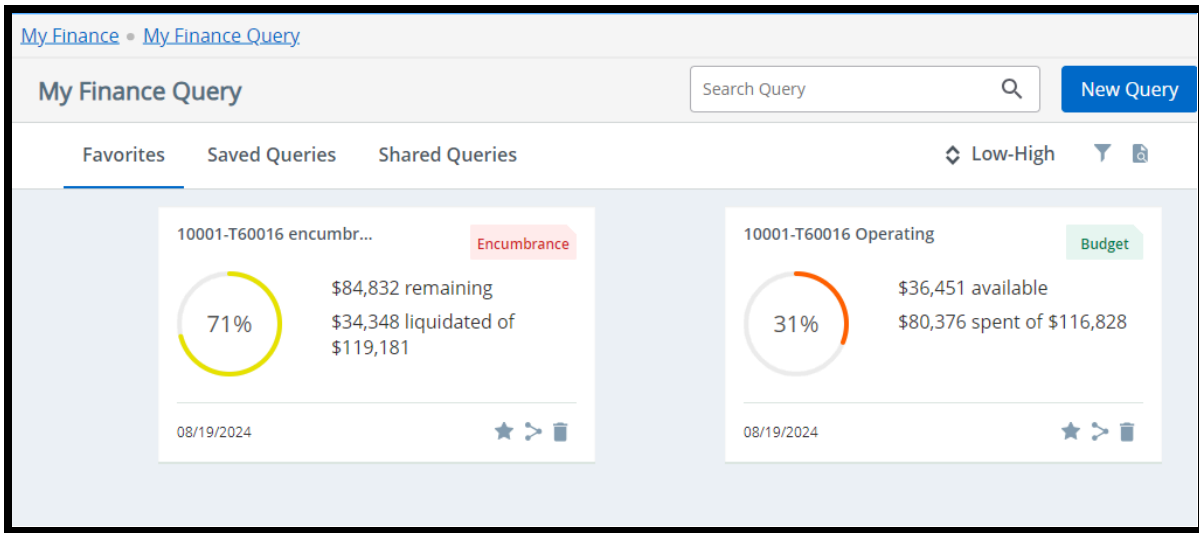 My Finance • My Finance Query
My Finance Query
Search Query
New Query
Favorites
Saved Queries
Shared Queries
Low-High
10001-T60016 encumbr...
Encumbrance
71%
$84,832 remaining
$34,348 liquidated of
$119,181
08/19/2024
10001-T60016 Operating
Budget
31%
$36,451 available
$80,376 spent of $116,828
08/19/2024